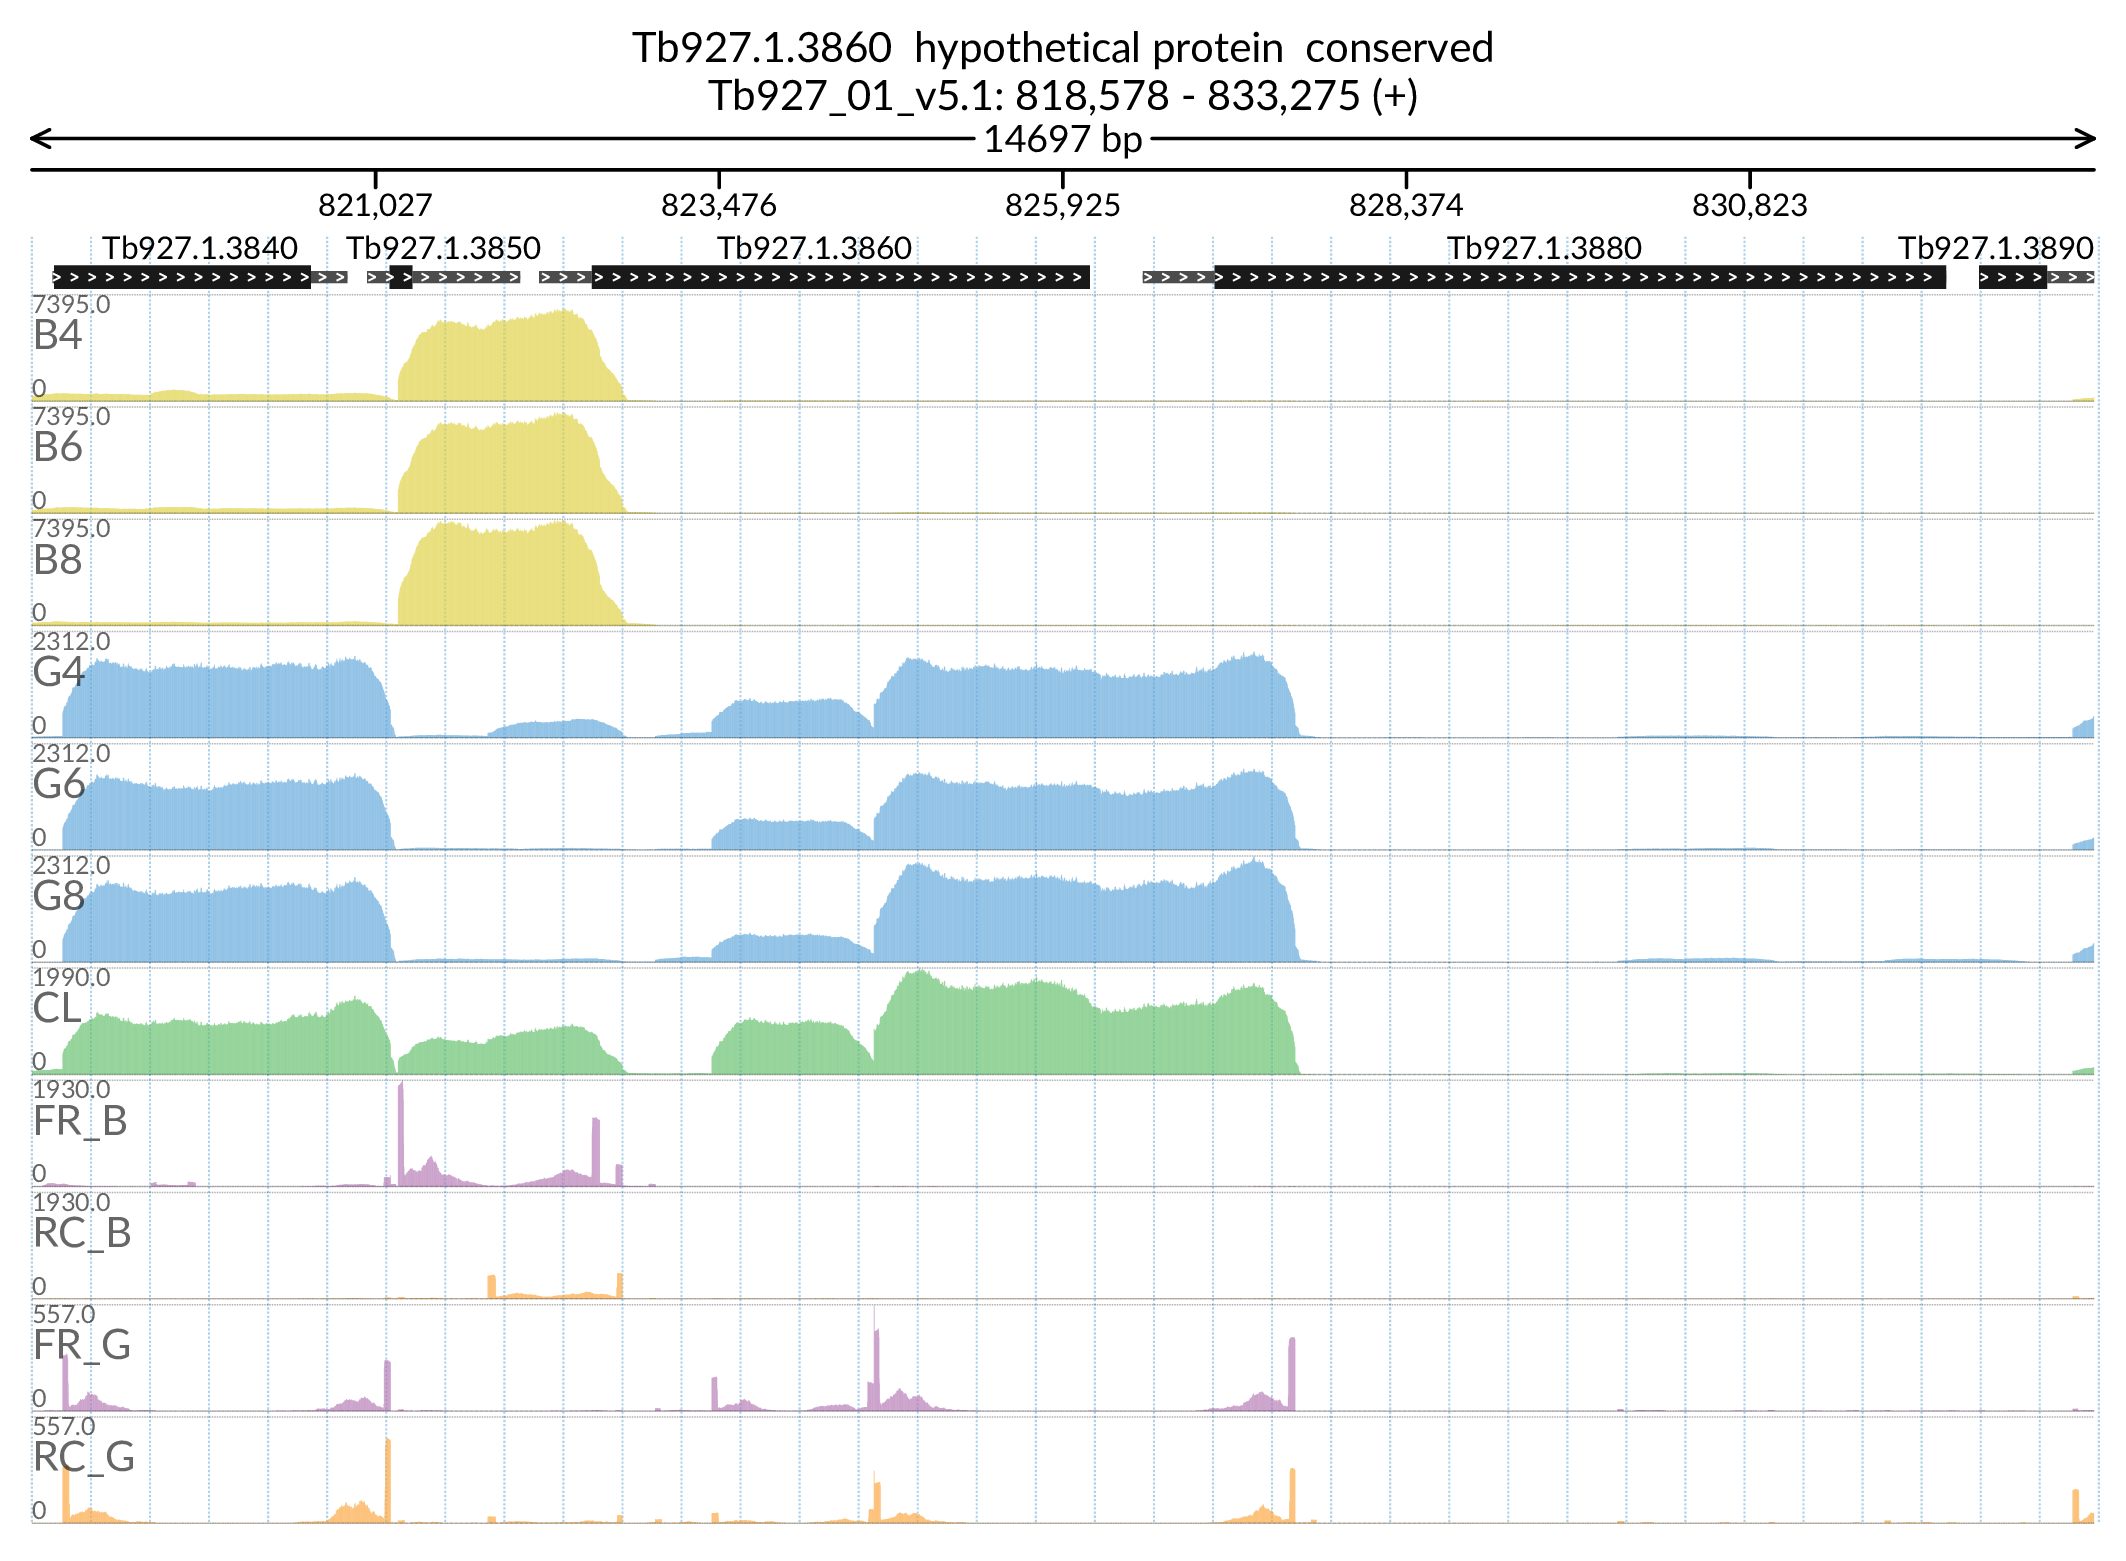 Tb927.1.3860  hypothetical protein  conserved
Tb927_01_v5.1: 818,578 - 833,275 (+)
14697 bp
821,027 823,476 825,925 828,374 830,823
Tb927.1.3840 Tb927.1.3850 Tb927.1.3860 Tb927.1.3880 Tb927.1.3890
7395.0
B4
0
7395.0
B6
0
7395.0
B8
0
2312.0
G4
0
2312.0
G6
0
2312.0
G8
0
1990.0
CL
0
1930.0
FR_B
0
1930.0
RC_B
0
557.0
FR_G
0
557.0
RC_G
0